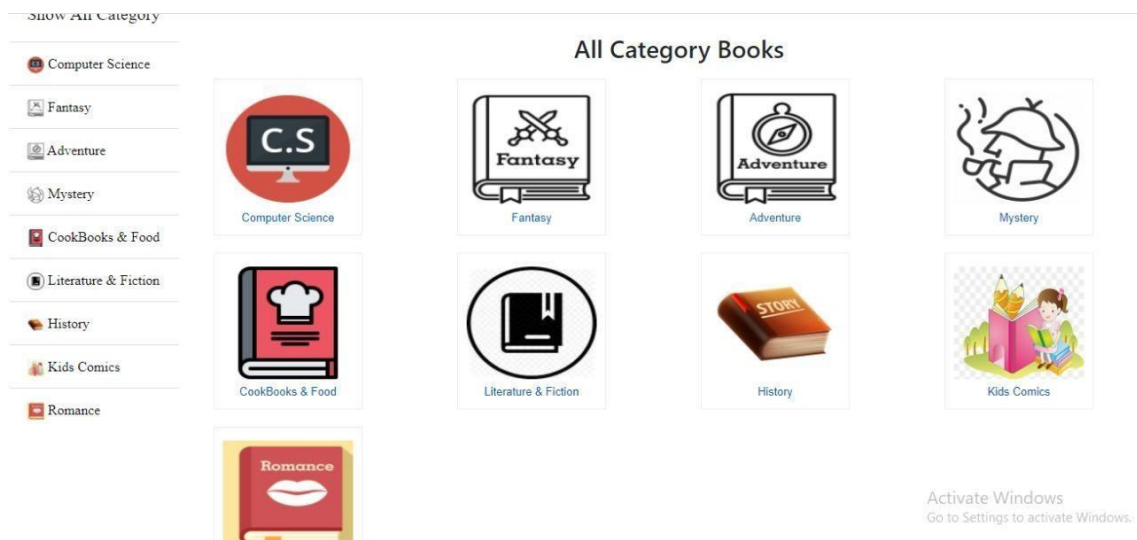 Show All Category
Computer Science
Fantasy
Adventure
Mystery
CookBooks & Food
Literature & Fiction
History
Kids Comics
Romance
All Category Books
C.S
Computer Science
Fantasy
Fantasy
Adventure
Adventure
Mystery
CookBooks & Food
Literature & Fiction
STORY
History
Kids Comics
Romance
Activate Windows
Go to Settings to activate Windows.